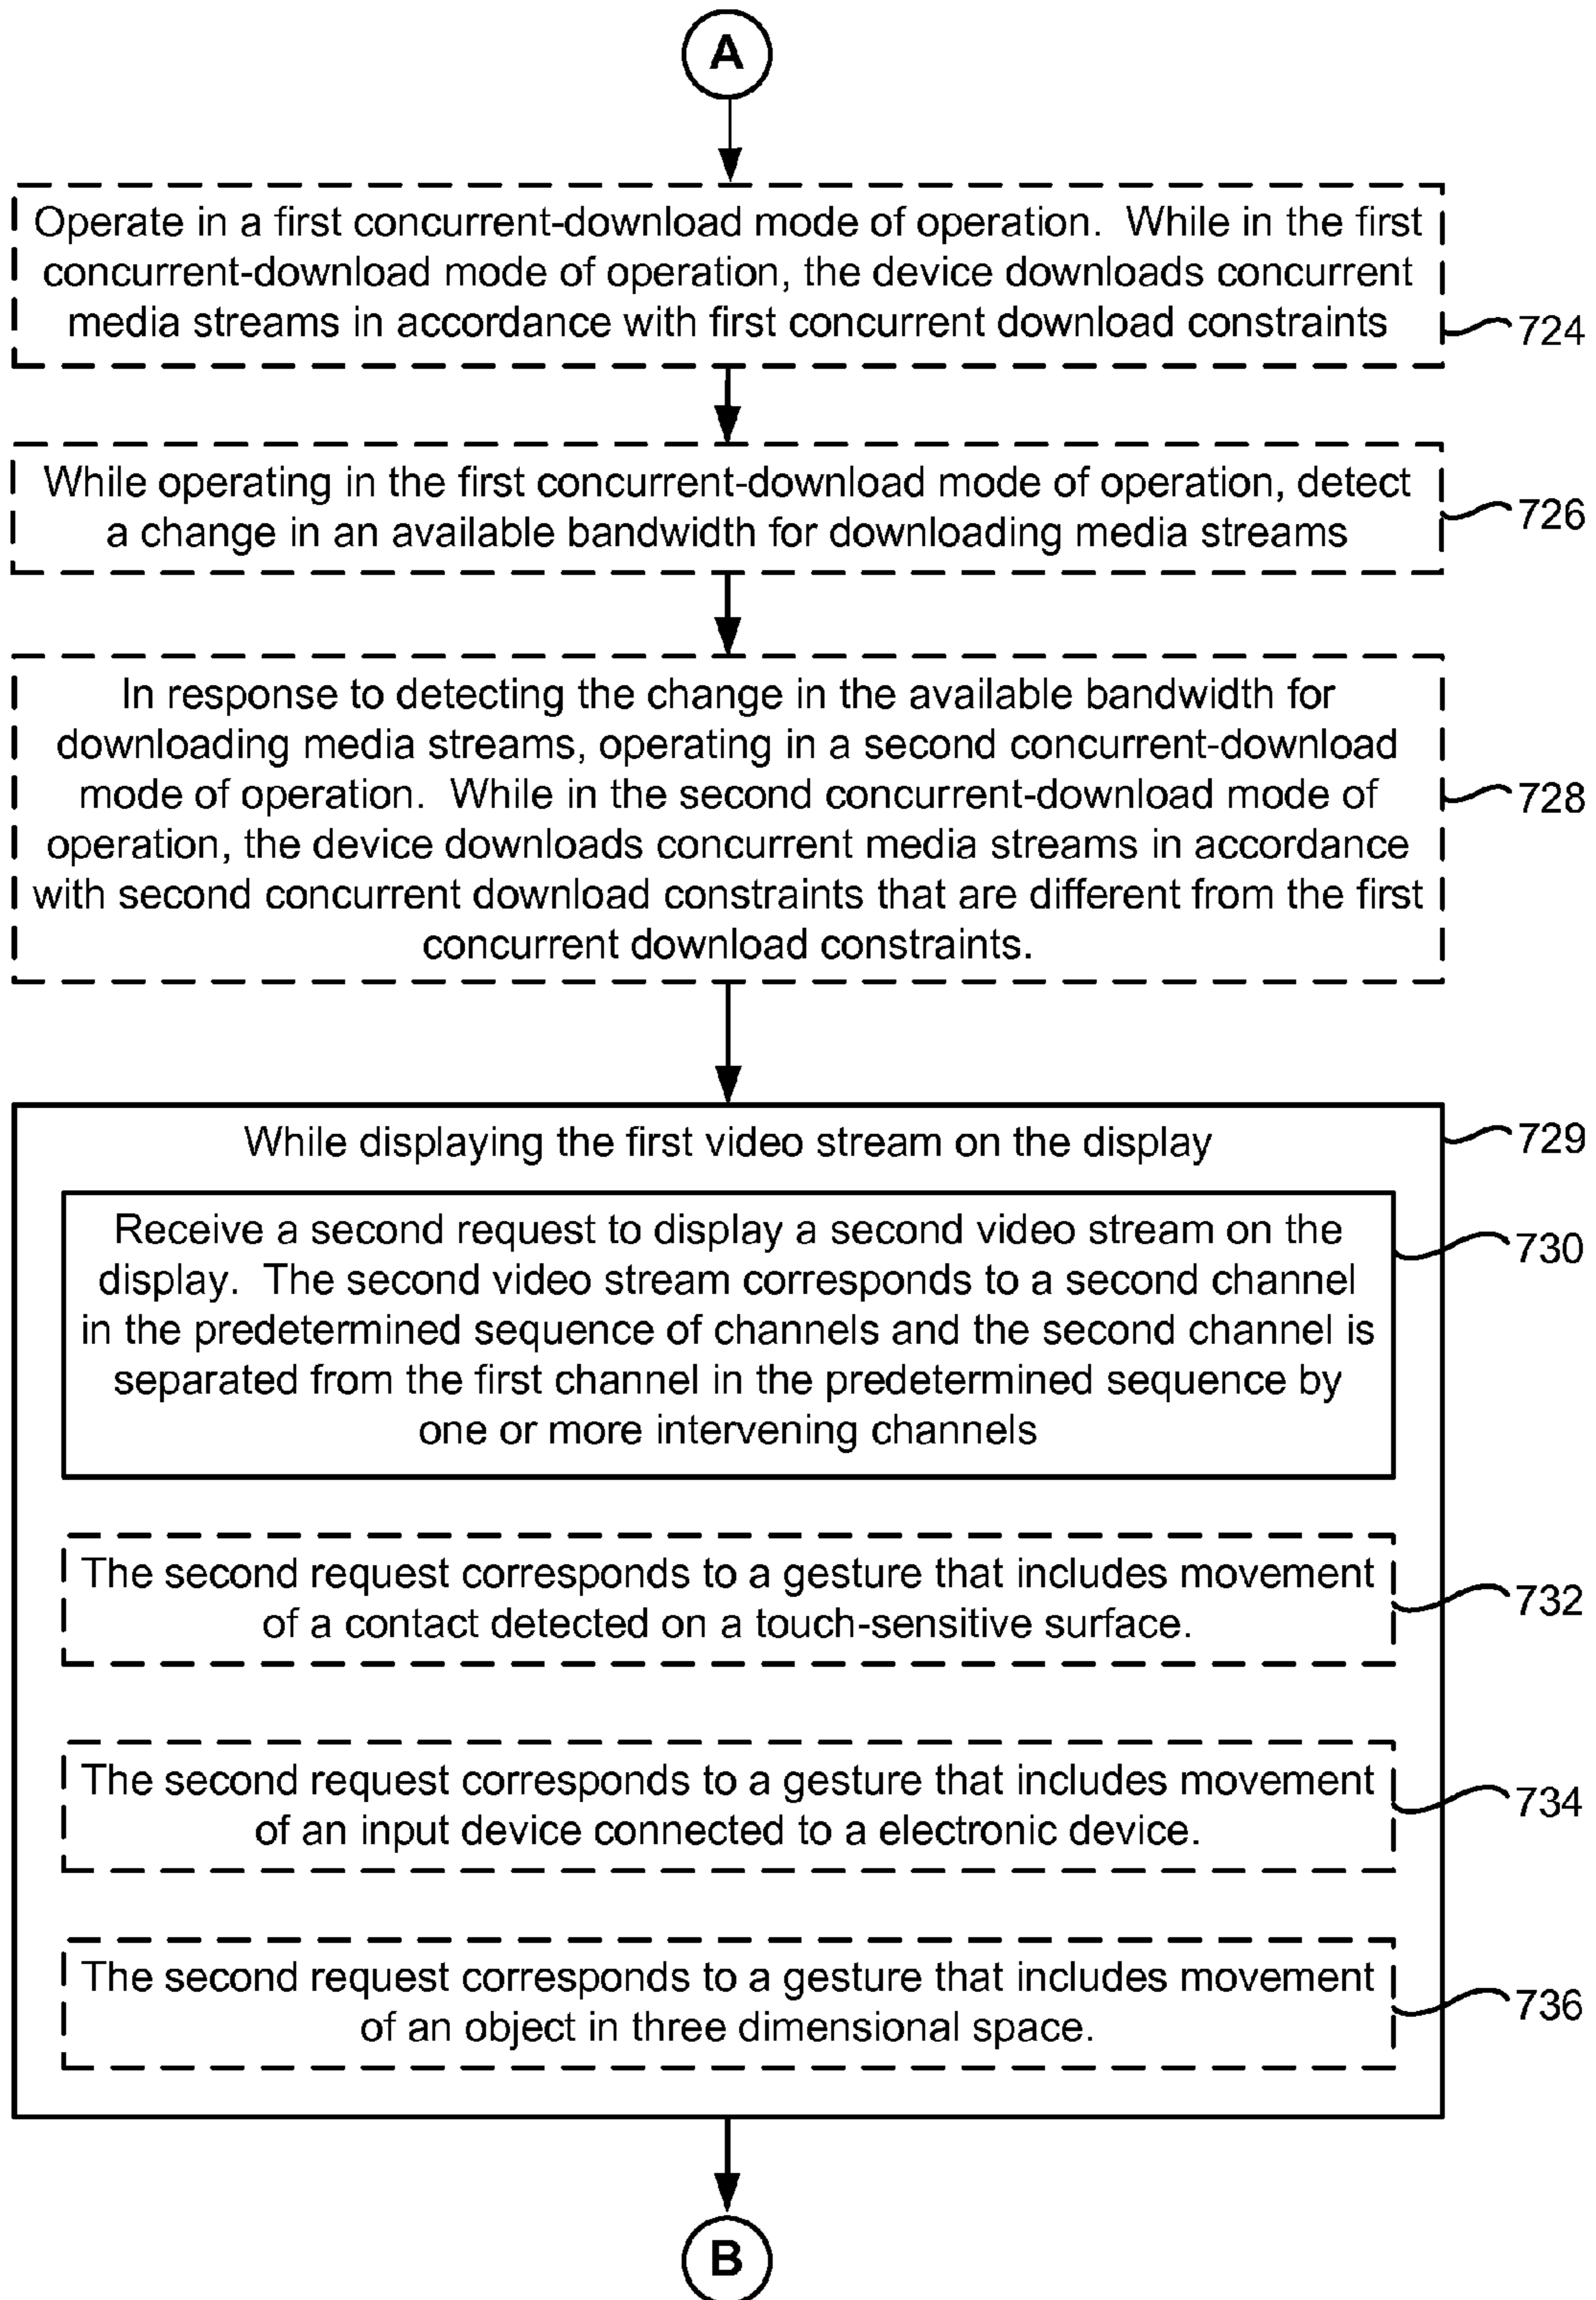 A
Operate in a first concurrent-download mode of operation. While in the first
concurrent-download mode of operation, the device downloads concurrent
media streams in accordance with first concurrent download constraints
724
While operating in the first concurrent-download mode of operation, detect
a change in an available bandwidth for downloading media streams
726
In response to detecting the change in the available bandwidth for
downloading media streams, operating in a second concurrent-download
mode of operation. While in the second concurrent-download mode of
operation, the device downloads concurrent media streams in accordance
with second concurrent download constraints that are different from the first
concurrent download constraints.
728
While displaying the first video stream on the display
729
Receive a second request to display a second video stream on the
display. The second video stream corresponds to a second channel
in the predetermined sequence of channels and the second channel is
separated from the first channel in the predetermined sequence by
one or more intervening channels
730
The second request corresponds to a gesture that includes movement
of a contact detected on a touch-sensitive surface.
732
The second request corresponds to a gesture that includes movement
of an input device connected to a electronic device.
734
The second request corresponds to a gesture that includes movement
of an object in three dimensional space.
736
B